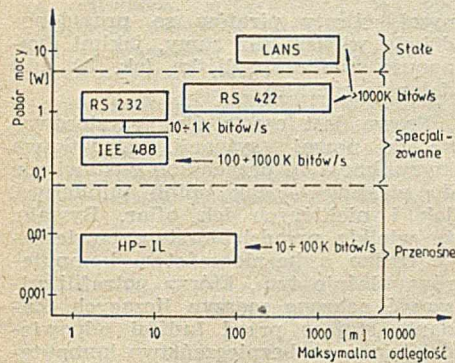 Pobór mocy
[W]
10
1
0,1
0,01
0,001
LANS
RS 232
RS 422
>1000K bitów/s
10÷1K bitów/s
IEE 488
100÷1000K bitów/s
HP-IL
10÷100K bitów/s
Stałe
Specjali-
zowane
Przenośne
1
10
100
1000
[m]
10000
Maksymalna odległość